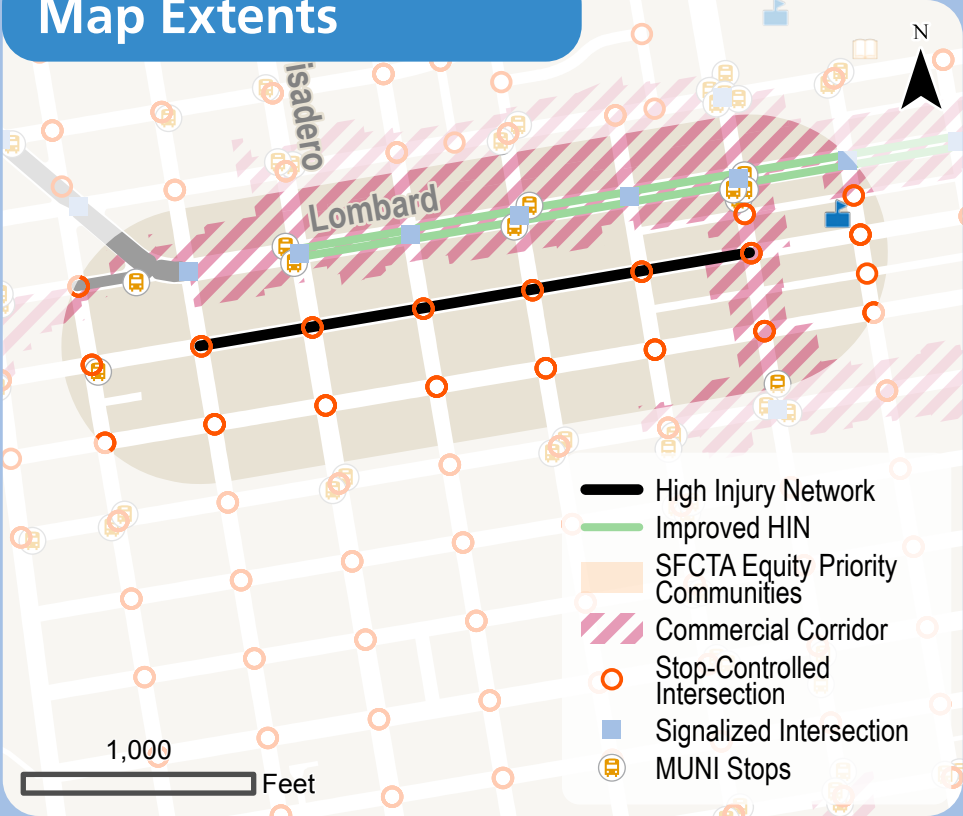 Map Extents
N
isadero
Lombard
High Injury Network
Improved HIN
SFCTA Equity Priority
Communities
Commercial Corridor
Stop-Controlled
Intersection
Signalized Intersection
MUNI Stops
1,000
Feet